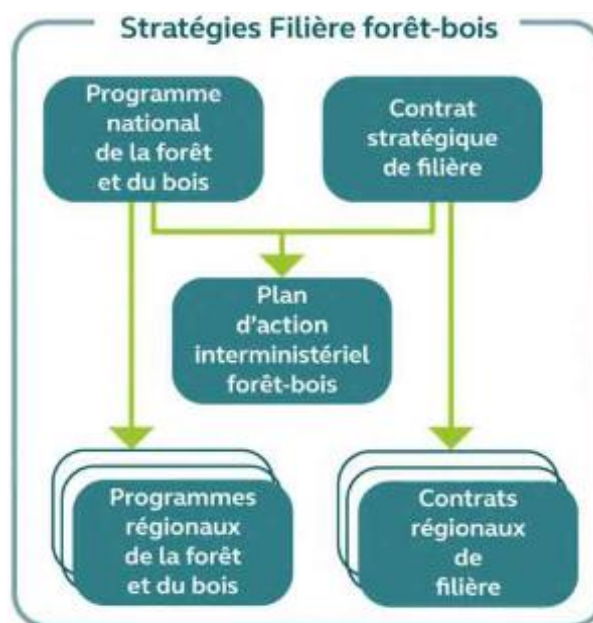 Stratégies Filière forêt-bois
Programme
national
de la forêt
et du bois
Contrat
stratégique
de filière
Plan
d'action
interministériel
forêt-bois
Programmes
régionaux
de la forêt
et du bois
Contrats
régionaux
de
filière